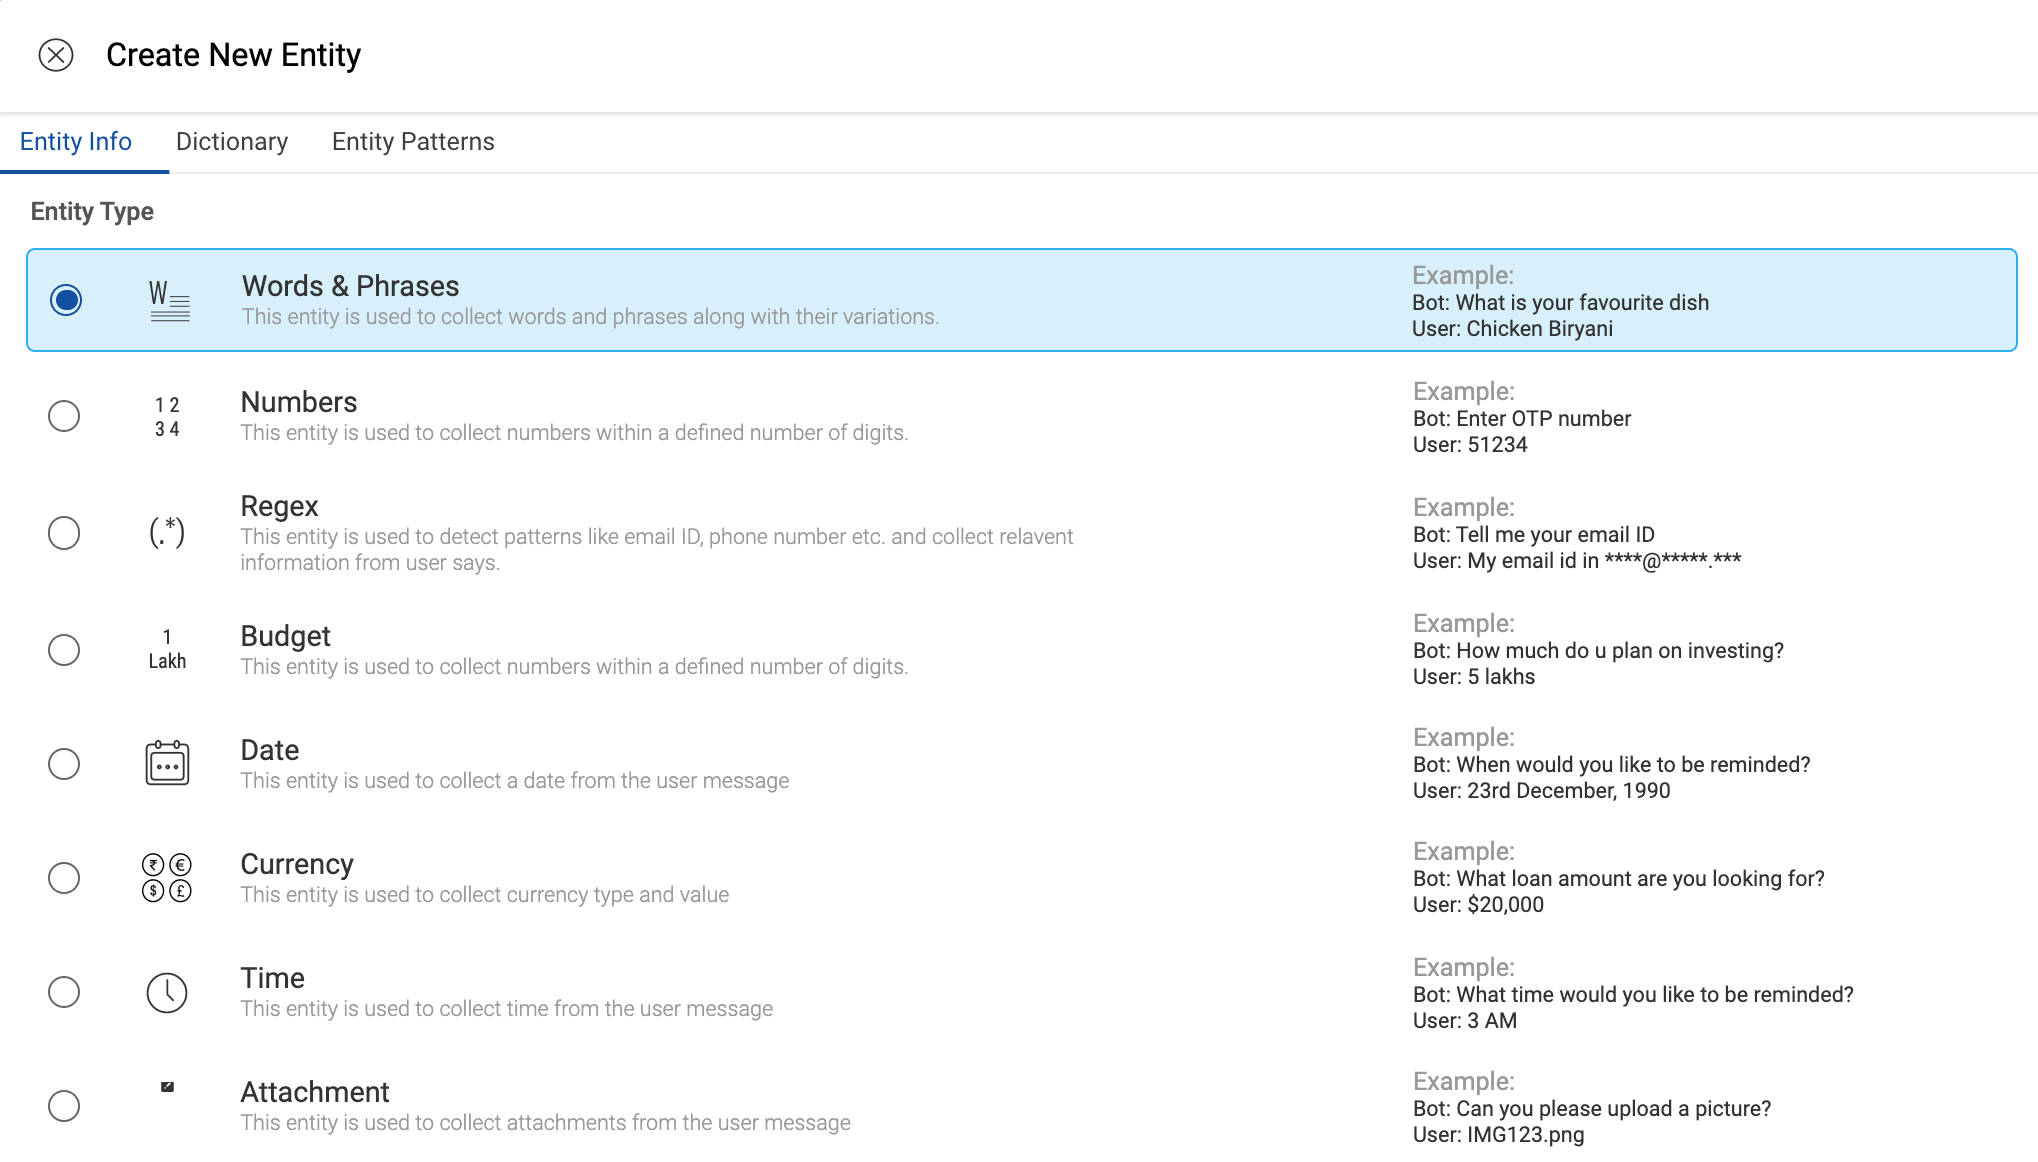 Create New Entity
Entity Info Dictionary Entity Patterns
Entity Type
W
Words & Phrases
This entity is used to collect words and phrases along with their variations.
Example:
Bot: What is your favourite dish
User: Chicken Biryani
1 2
3 4
Numbers
This entity is used to collect numbers within a defined number of digits.
Example:
Bot: Enter OTP number
User: 51234
(.*)
Regex
This entity is used to detect patterns like email ID, phone number etc. and collect relavent
information from user says.
Example:
Bot: Tell me your email ID
User: My email id in ****@*****.***
1
Lakh
Budget
This entity is used to collect numbers within a defined number of digits.
Example:
Bot: How much do u plan on investing?
User: 5 lakhs
Date
This entity is used to collect a date from the user message
Example:
Bot: When would you like to be reminded?
User: 23rd December, 1990
₹ €
$ £
Currency
This entity is used to collect currency type and value
Example:
Bot: What loan amount are you looking for?
User: $20,000
Time
This entity is used to collect time from the user message
Example:
Bot: What time would you like to be reminded?
User: 3 AM
Attachment
This entity is used to collect attachments from the user message
Example:
Bot: Can you please upload a picture?
User: IMG123.png